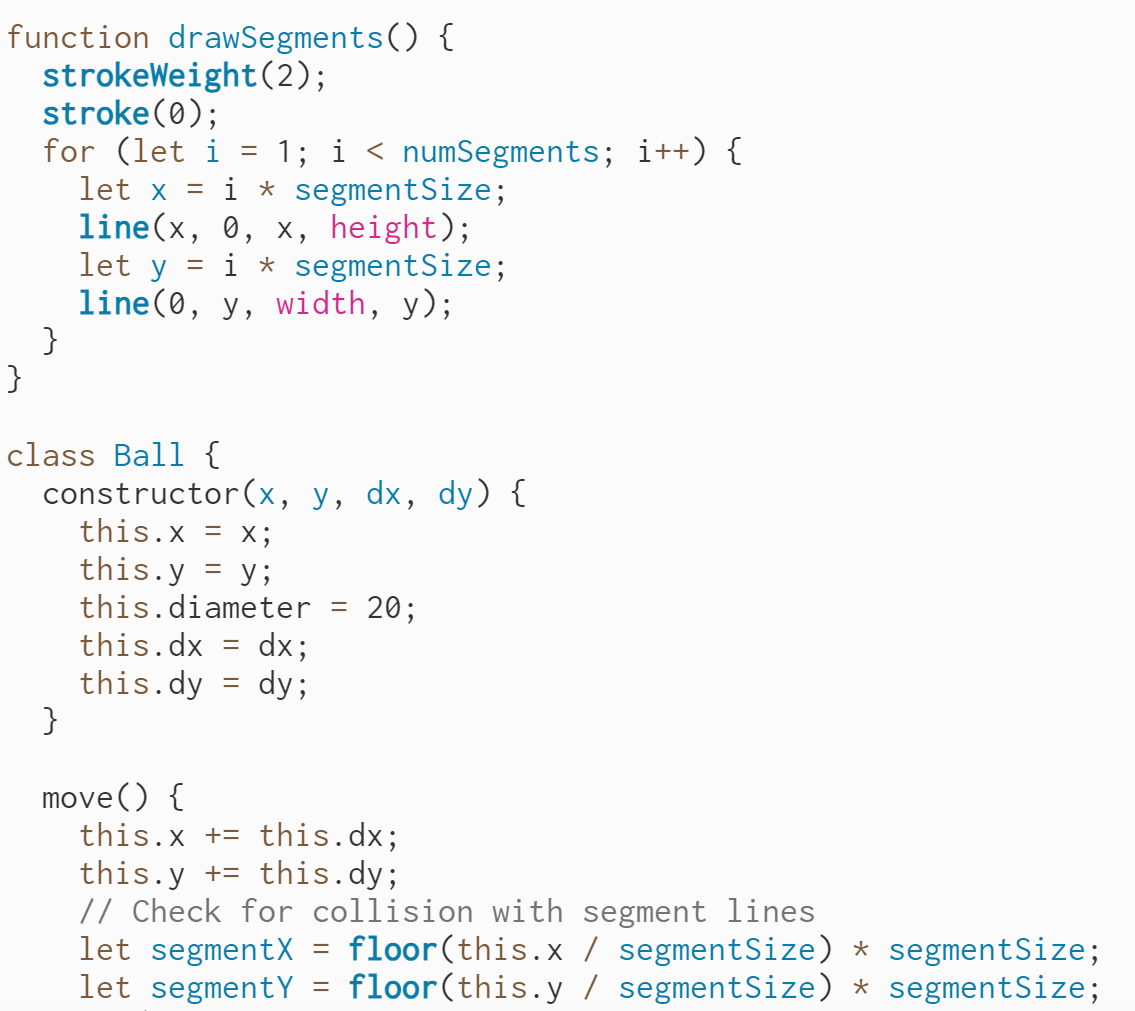 function drawSegments() {
  strokeWeight(2);
  stroke(0);
  for (let i = 1; i < numSegments; i++) {
    let x = i * segmentSize;
    line(x, 0, x, height);
    let y = i * segmentSize;
    line(0, y, width, y);
  }
}

class Ball {
  constructor(x, y, dx, dy) {
    this.x = x;
    this.y = y;
    this.diameter = 20;
    this.dx = dx;
    this.dy = dy;
  }

  move() {
    this.x += this.dx;
    this.y += this.dy;
    // Check for collision with segment lines
    let segmentX = floor(this.x / segmentSize) * segmentSize;
    let segmentY = floor(this.y / segmentSize) * segmentSize;